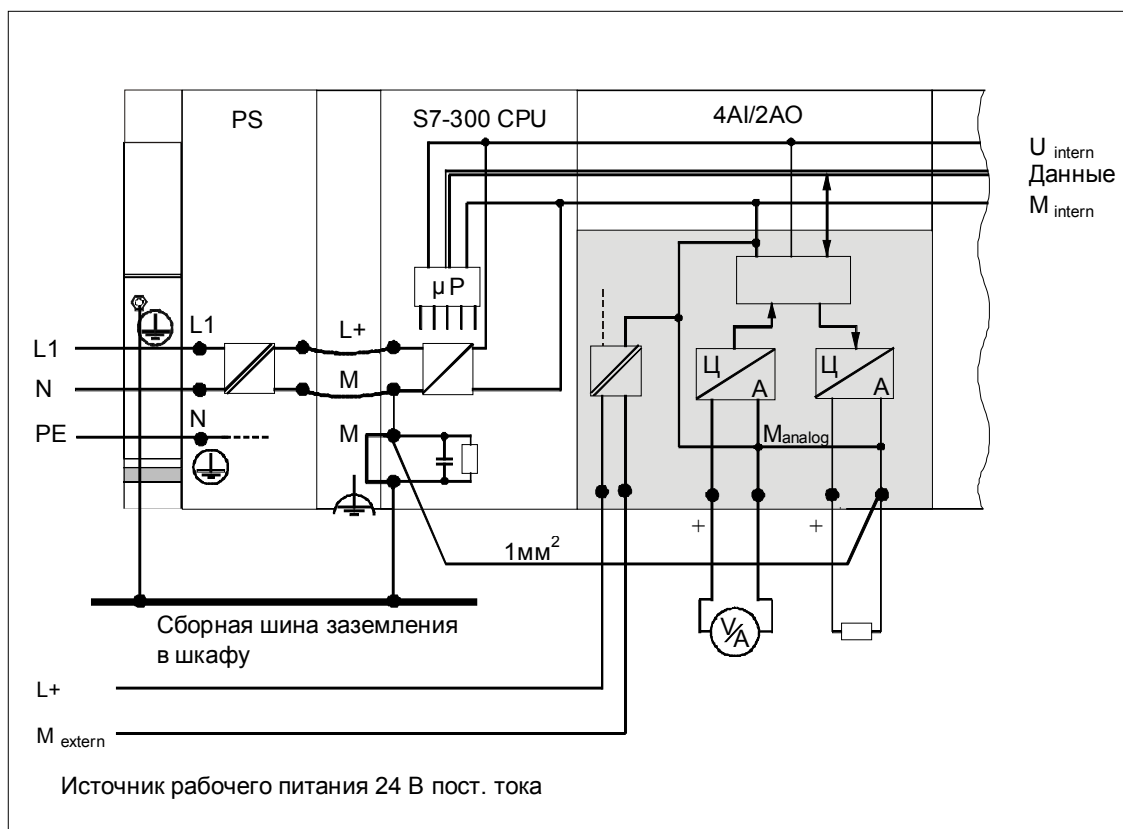 PS
S7-300 CPU
4AI/2AO
U intern
Данные
M intern
µP
L1
L+
L1
Ц
Ц
N
M
А
А
PE
N
M
Manalog
+
+
1мм²
V/A
Сборная шина заземления
в шкафу
L+
M extern
Источник рабочего питания 24 В пост. тока